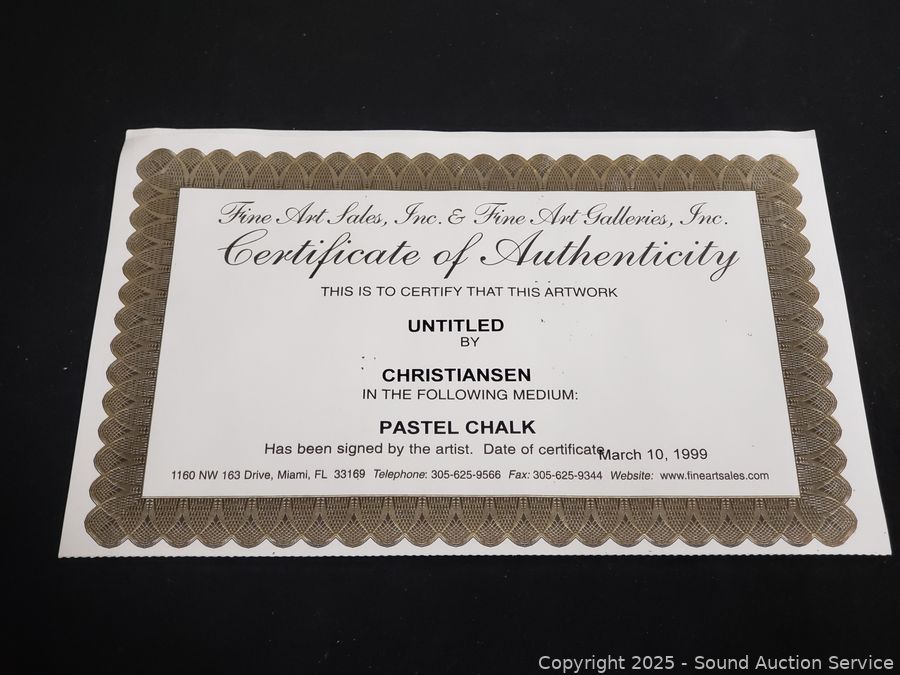 Fine Art Sales, Inc. & Fine Art Galleries, Inc.
Certificate of Authenticity
THIS IS TO CERTIFY THAT THIS ARTWORK
UNTITLED
BY
CHRISTIANSEN
IN THE FOLLOWING MEDIUM:
PASTEL CHALK
Has been signed by the artist. Date of certificate March 10, 1999
1160 NW 163 Drive, Miami, FL 33169 Telephone: 305-625-9566 Fax: 305-625-9344 Website: www.fineartsales.com
Copyright 2025 - Sound Auction Service